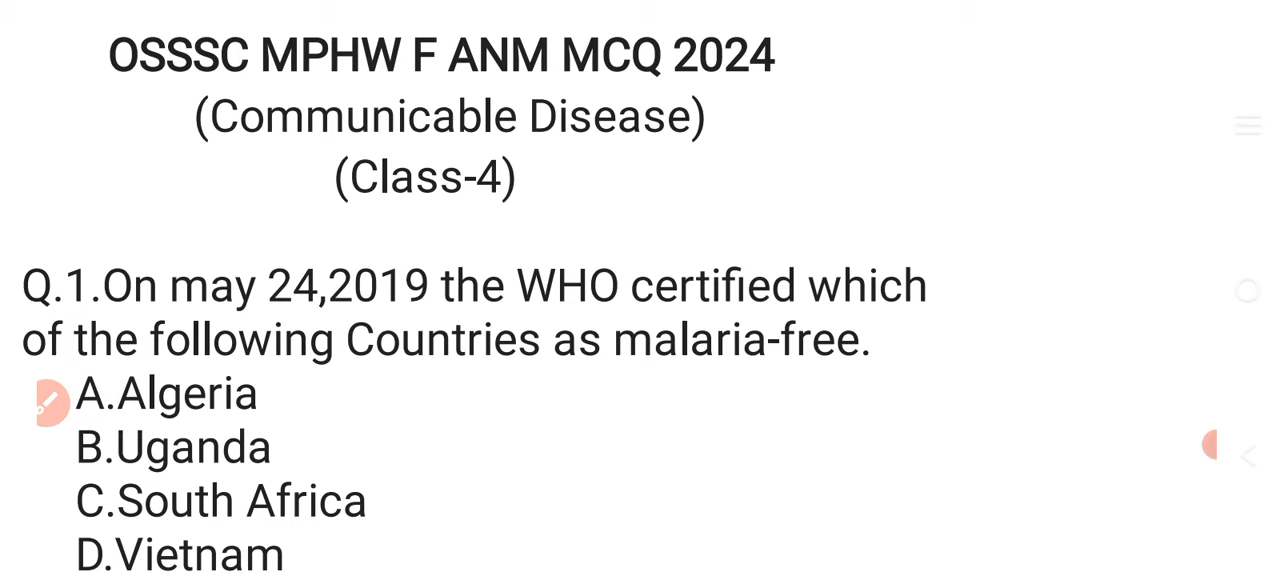 OSSSC MPHW F ANM MCQ 2024
(Communicable Disease)
(Class-4)
Q.1.On may 24,2019 the WHO certified which
of the following Countries as malaria-free.
A.Algeria
B.Uganda
C.South Africa
D.Vietnam